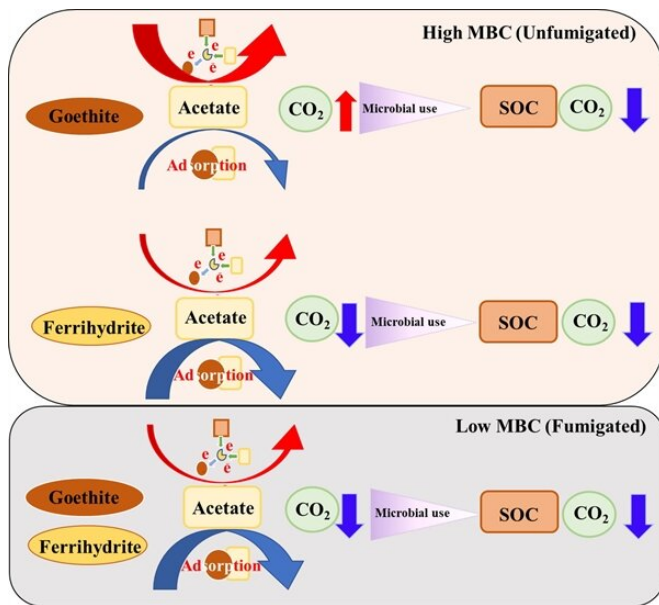 High MBC (Unfumigated)
e
e
e
Goethite
Acetate
CO2
Microbial use
SOC
CO2
Adsorption
e
e
e
Ferrihydrite
Acetate
CO2
Microbial use
SOC
CO2
Adsorption
Low MBC (Fumigated)
e
e
e
Goethite
Acetate
CO2
Microbial use
SOC
CO2
Ferrihydrite
Adsorption